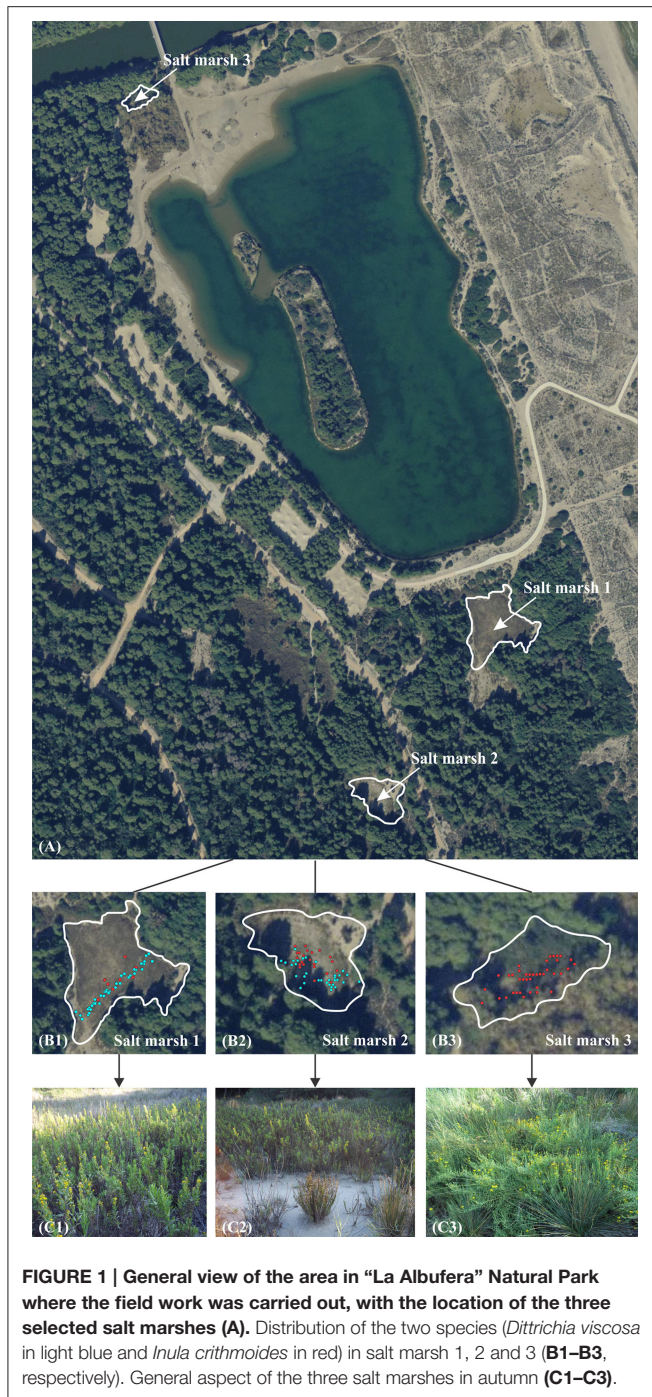 Salt marsh 3
Salt marsh 1
Salt marsh 2
(A)
(B1) Salt marsh 1
(B2) Salt marsh 2
(B3) Salt marsh 3
(C1)
(C2)
(C3)
FIGURE 1 | General view of the area in “La Albufera” Natural Park
where the field work was carried out, with the location of the three
selected salt marshes (A). Distribution of the two species (Dittrichia viscosa
in light blue and Inula crithmoides in red) in salt marsh 1, 2 and 3 (B1–B3,
respectively). General aspect of the three salt marshes in autumn (C1–C3).